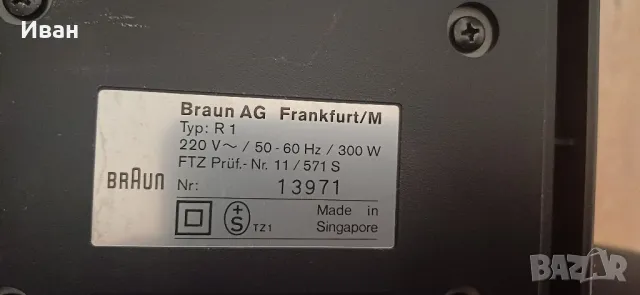 Иван
Braun AG Frankfurt/M
Typ: R 1
220 V～ / 50 - 60 Hz / 300 W
FTZ Prüf.- Nr. 11 / 571 S
BRAUN
Nr: 13971
+
S
TZ1
Made in
Singapore
BAZAR